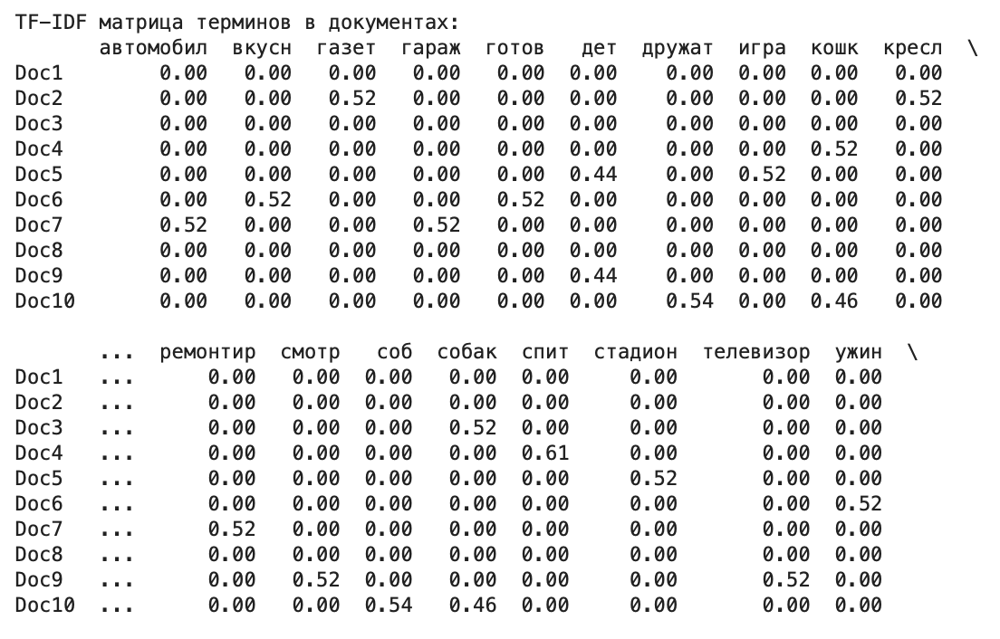 TF-IDF матрица терминов в документах:
автомобил вкусн газет гараж готов дет дружат игра кошк кресл \
Doc1 0.00 0.00 0.00 0.00 0.00 0.00 0.00 0.00 0.00 0.00
Doc2 0.00 0.00 0.52 0.00 0.00 0.00 0.00 0.00 0.00 0.52
Doc3 0.00 0.00 0.00 0.00 0.00 0.00 0.00 0.00 0.00 0.00
Doc4 0.00 0.00 0.00 0.00 0.00 0.00 0.00 0.00 0.52 0.00
Doc5 0.00 0.00 0.00 0.00 0.00 0.44 0.00 0.52 0.00 0.00
Doc6 0.00 0.52 0.00 0.00 0.52 0.00 0.00 0.00 0.00 0.00
Doc7 0.52 0.00 0.00 0.52 0.00 0.00 0.00 0.00 0.00 0.00
Doc8 0.00 0.00 0.00 0.00 0.00 0.00 0.00 0.00 0.00 0.00
Doc9 0.00 0.00 0.00 0.00 0.00 0.44 0.00 0.00 0.00 0.00
Doc10 0.00 0.00 0.00 0.00 0.00 0.00 0.54 0.00 0.46 0.00
... ремонтир смотр соб собак спит стадион телевизор ужин \
Doc1 ... 0.00 0.00 0.00 0.00 0.00 0.00 0.00 0.00
Doc2 ... 0.00 0.00 0.00 0.00 0.00 0.00 0.00 0.00
Doc3 ... 0.00 0.00 0.00 0.52 0.00 0.00 0.00 0.00
Doc4 ... 0.00 0.00 0.00 0.00 0.61 0.00 0.00 0.00
Doc5 ... 0.00 0.00 0.00 0.00 0.00 0.52 0.00 0.00
Doc6 ... 0.00 0.00 0.00 0.00 0.00 0.00 0.00 0.52
Doc7 ... 0.52 0.00 0.00 0.00 0.00 0.00 0.00 0.00
Doc8 ... 0.00 0.00 0.00 0.00 0.00 0.00 0.00 0.00
Doc9 ... 0.00 0.52 0.00 0.00 0.00 0.00 0.52 0.00
Doc10 ... 0.00 0.00 0.54 0.46 0.00 0.00 0.00 0.00